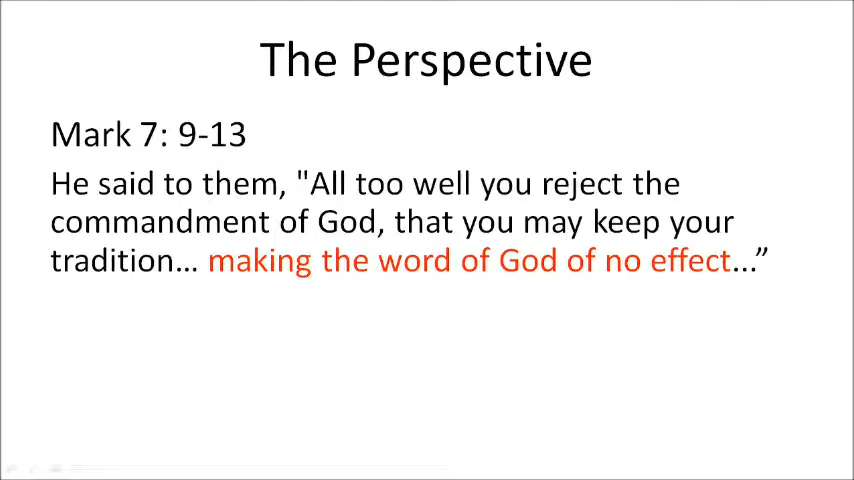 The Perspective
Mark 7: 9-13
He said to them, "All too well you reject the
commandment of God, that you may keep your
tradition... making the word of God of no effect...”